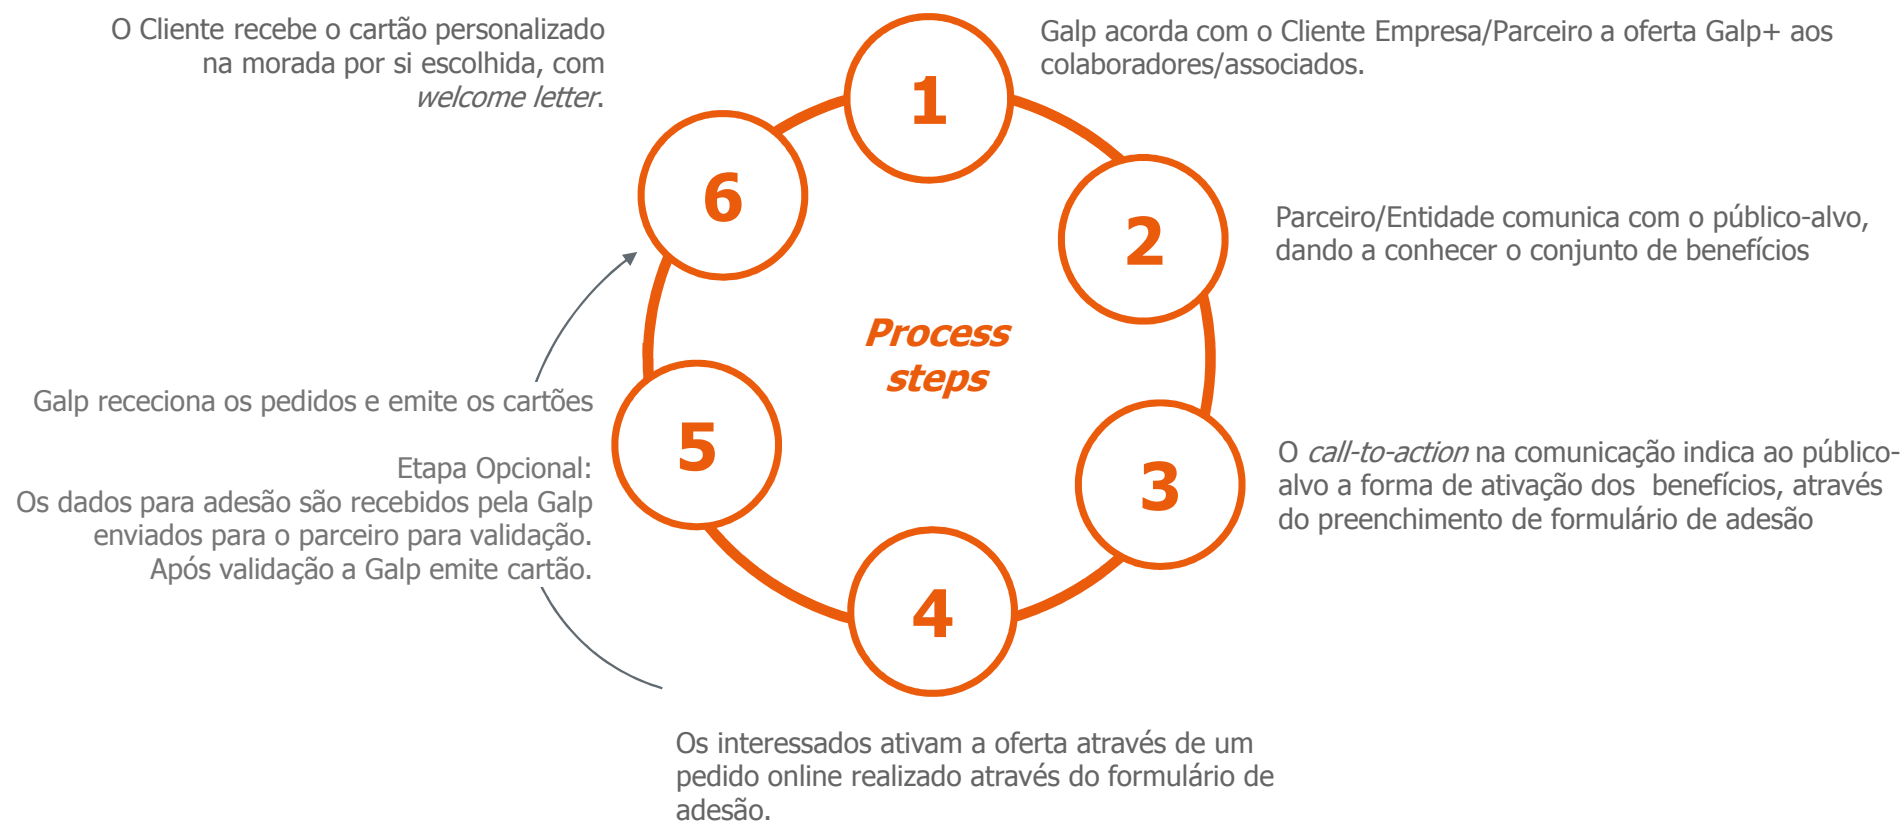 O Cliente recebe o cartão personalizado
na morada por si escolhida, com
welcome letter.
1
Galp acorda com o Cliente Empresa/Parceiro a oferta Galp+ aos
colaboradores/associados.
6
2
Parceiro/Entidade comunica com o público-alvo,
dando a conhecer o conjunto de benefícios
Process
steps
Galp receciona os pedidos e emite os cartões
Etapa Opcional:
Os dados para adesão são recebidos pela Galp
enviados para o parceiro para validação.
Após validação a Galp emite cartão.
5
3
O call-to-action na comunicação indica ao público-
alvo a forma de ativação dos  benefícios, através
do preenchimento de formulário de adesão
4
Os interessados ativam a oferta através de um
pedido online realizado através do formulário de
adesão.